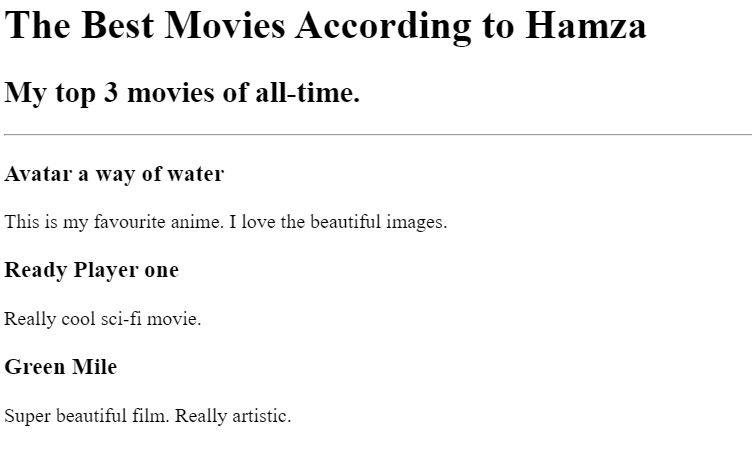 The Best Movies According to Hamza
My top 3 movies of all-time.
Avatar a way of water
This is my favourite anime. I love the beautiful images.
Ready Player one
Really cool sci-fi movie.
Green Mile
Super beautiful film. Really artistic.